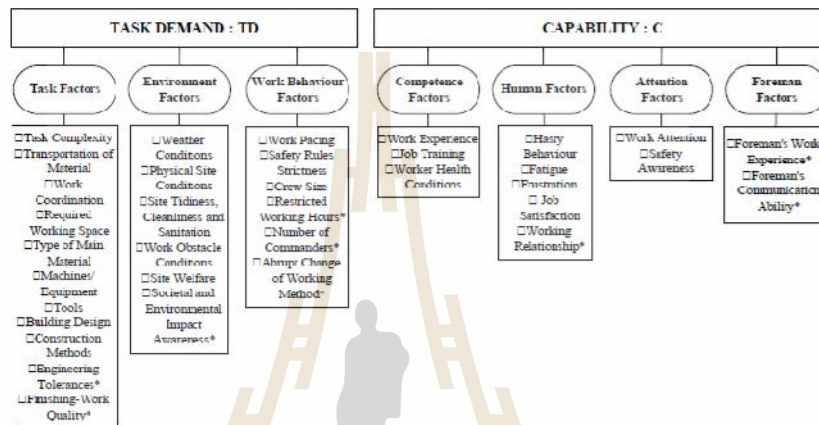 TASK DEMAND : TD
CAPABILITY : C
Task Factors
Environment
Factors
Work Behaviour
Factors
Competence
Factors
Human Factors
Attention
Factors
Foreman
Factors
□Task Complexity
□Transportation of
Material
□Work
Coordination
□Required
Working Space
□Type of Main
Material
□Machines/
Equipment
□Tools
□Building Design
□Construction
Methods
□Engineering
Tolerances*
□Finishing-Work
Quality*
□Weather
Conditions
□Physical Site
Conditions
□Site Tidiness,
Cleanliness and
Sanitation
□Work Obstacle
Conditions
□Site Welfare
□Societal and
Environmental
Impact
Awareness*
□Work Pacing
□Safety Rules
Strictness
□Crew Size
□Restricted
Working Hours*
□Number of
Commanders*
□Abrupt Change
of Working
Method*
□Work Experience
□Job Training
□Worker Health
Conditions
□Hasry
Behaviour
□Fatigue
□Frustration
□Job
Satisfaction
□Working
Relationship*
□Work Attention
□Safety
Awareness
□Foreman's Work
Experience*
□Foreman's
Communication
Ability*